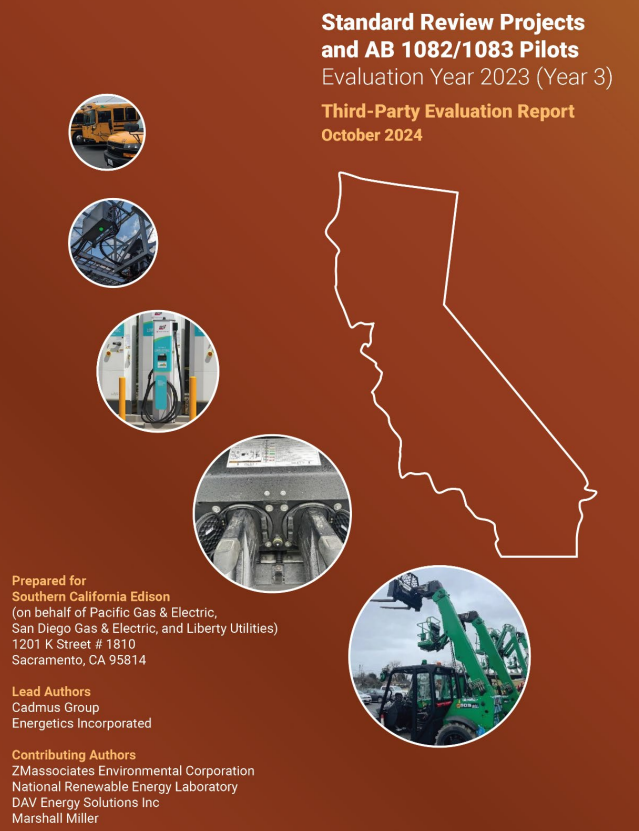 Standard Review Projects
and AB 1082/1083 Pilots
Evaluation Year 2023 (Year 3)
Third-Party Evaluation Report
October 2024
Prepared for
Southern California Edison
(on behalf of Pacific Gas & Electric,
San Diego Gas & Electric, and Liberty Utilities)
1201 K Street # 1810
Sacramento, CA 95814
Lead Authors
Cadmus Group
Energetics Incorporated
Contributing Authors
ZMassociates Environmental Corporation
National Renewable Energy Laboratory
DAV Energy Solutions Inc
Marshall Miller